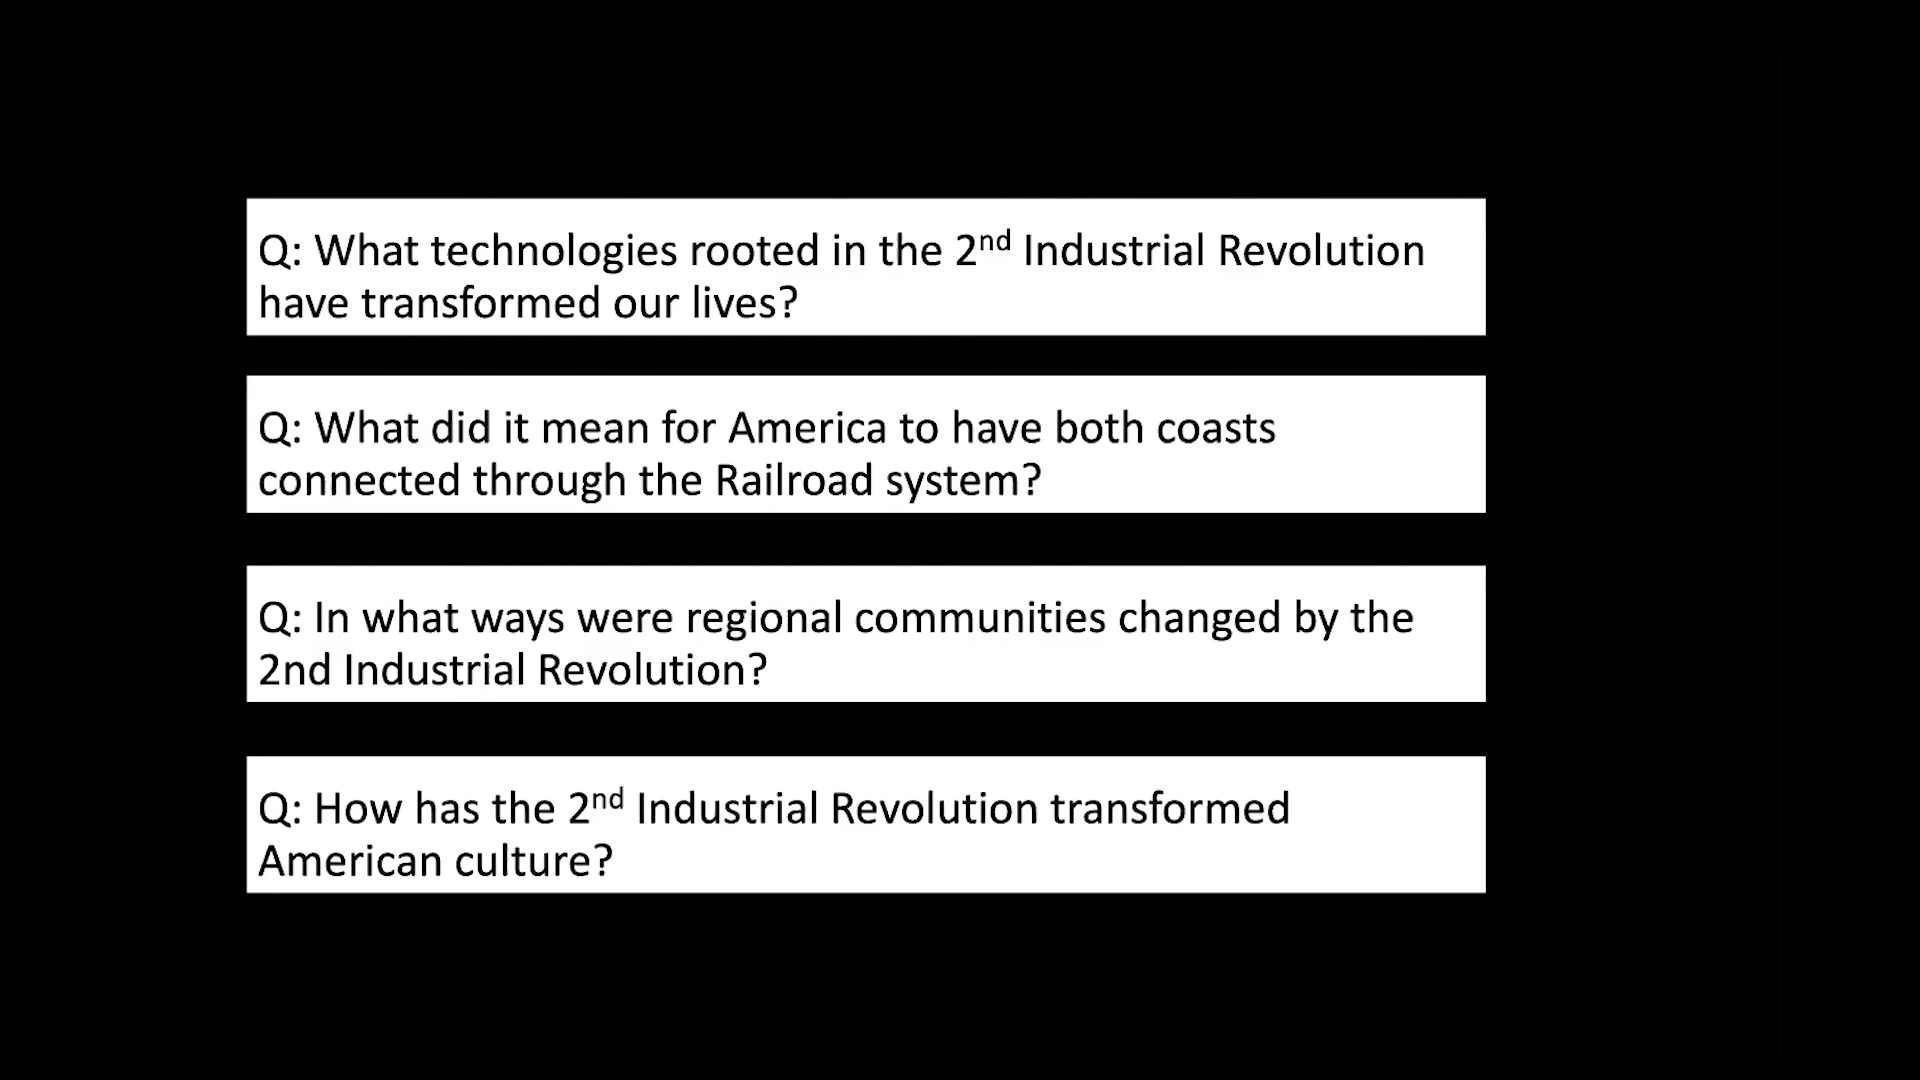 Q: What technologies rooted in the 2nd Industrial Revolution
have transformed our lives?
Q: What did it mean for America to have both coasts
connected through the Railroad system?
Q: In what ways were regional communities changed by the
2nd Industrial Revolution?
Q: How has the 2nd Industrial Revolution transformed
American culture?